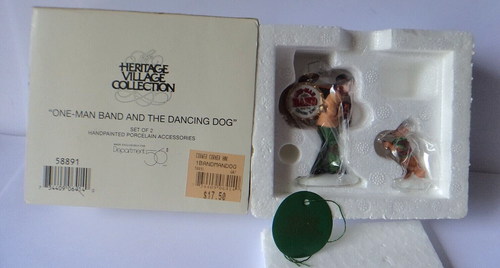 HERITAGE
VILLAGE
COLLECTION
"ONE-MAN BAND AND THE DANCING DOG"
SET OF 2
HANDPAINTED PORCELAIN ACCESSORIES
Department 56
58891
$17.50